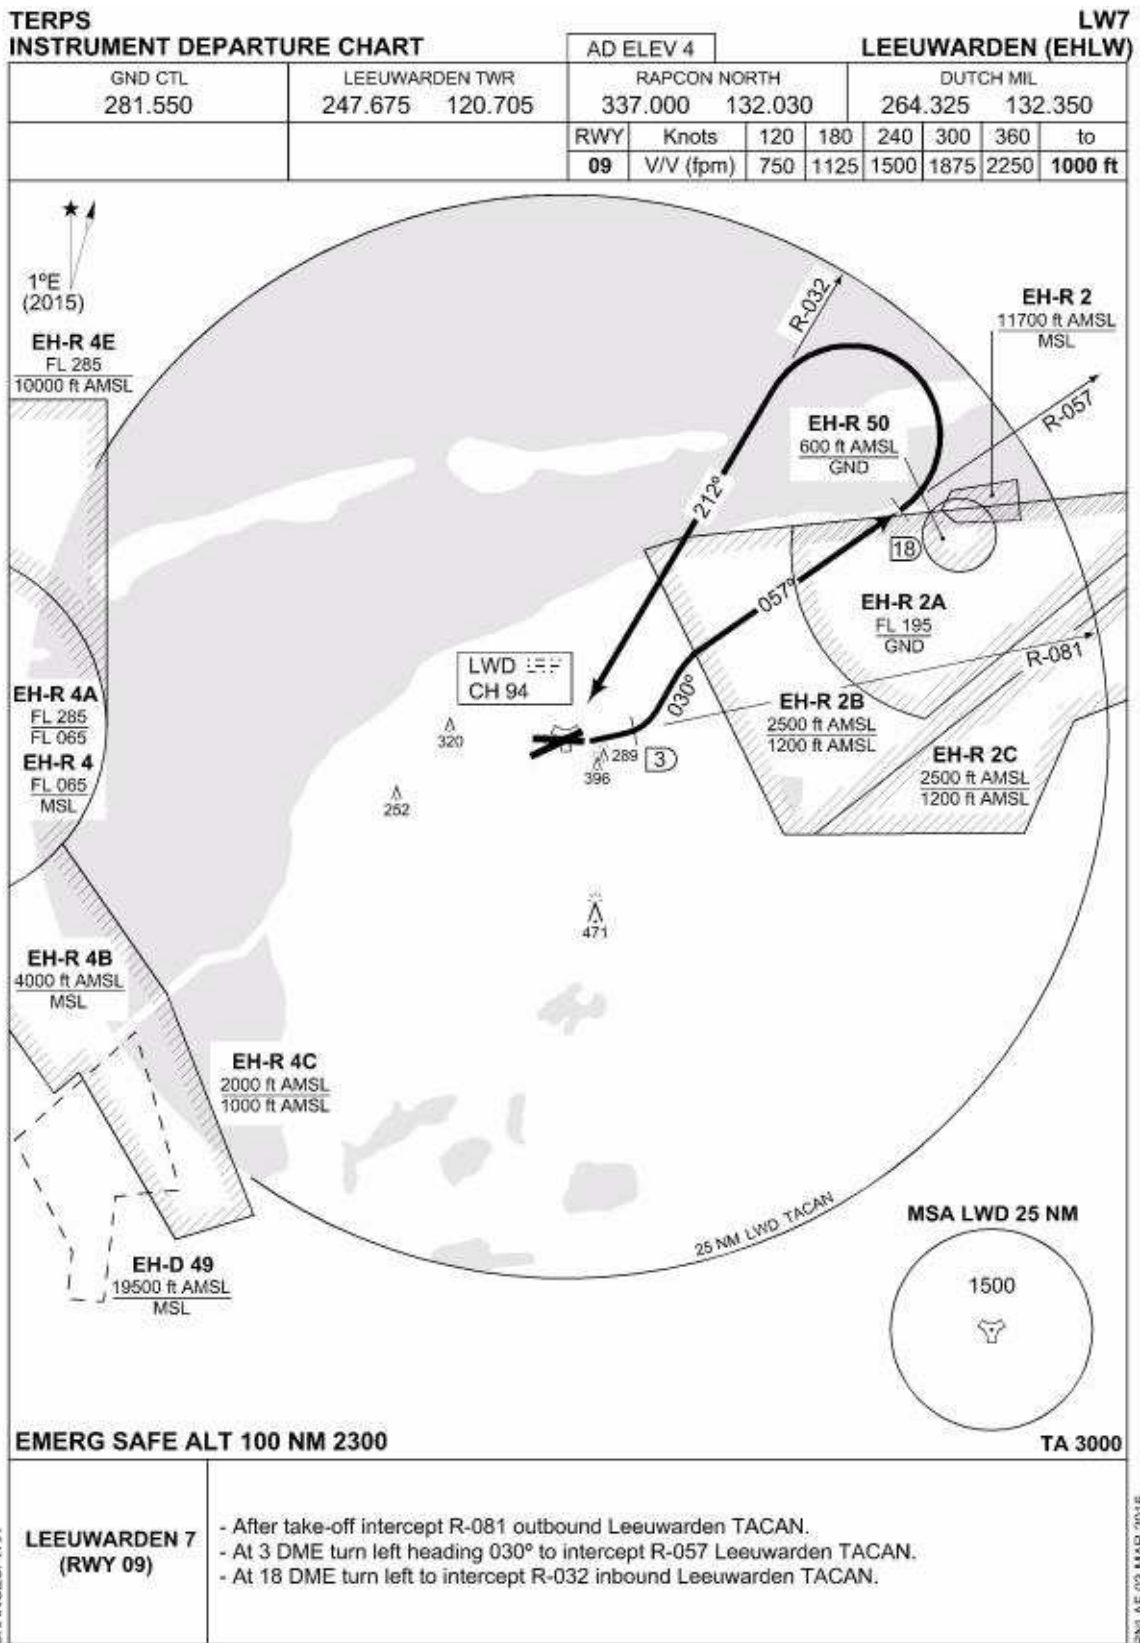 TERPS
INSTRUMENT DEPARTURE CHART
AD ELEV 4
LW7
LEEUWARDEN (EHLW)
GND CTL
281.550
LEEUWARDEN TWR
247.675 120.705
RAPCON NORTH
337.000 132.030
DUTCH MIL
264.325 132.350
RWY Knots 120 180 240 300 360 to
09 V/V (fpm) 750 1125 1500 1875 2250 1000 ft
1ºE
(2015)
R-032
EH-R 2
11700 ft AMSL
MSL
EH-R 4E
FL 285
10000 ft AMSL
R-057
EH-R 50
600 ft AMSL
GND
212º
18
057º
EH-R 2A
FL 195
GND
R-081
LWD
CH 94
030º
EH-R 4A
FL 285
FL 065
EH-R 4
FL 065
MSL
EH-R 2B
2500 ft AMSL
1200 ft AMSL
320
289
3
396
252
EH-R 2C
2500 ft AMSL
1200 ft AMSL
471
EH-R 4B
4000 ft AMSL
MSL
EH-R 4C
2000 ft AMSL
1000 ft AMSL
25 NM LWD TACAN
MSA LWD 25 NM
1500
EH-D 49
19500 ft AMSL
MSL
EMERG SAFE ALT 100 NM 2300
TA 3000
LEEUWARDEN 7
(RWY 09)
- After take-off intercept R-081 outbound Leeuwarden TACAN.
- At 3 DME turn left heading 030º to intercept R-057 Leeuwarden TACAN.
- At 18 DME turn left to intercept R-032 inbound Leeuwarden TACAN.